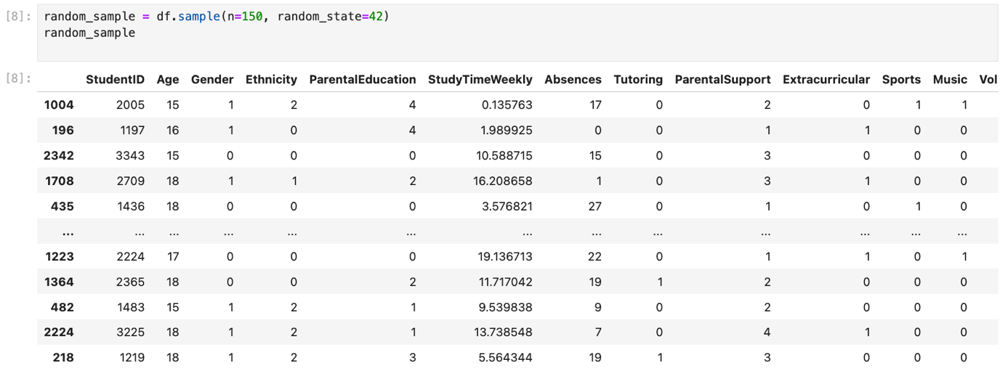 [8]: random_sample = df.sample(n=150, random_state=42)
random_sample
[8]: StudentID Age Gender Ethnicity ParentalEducation StudyTimeWeekly Absences Tutoring ParentalSupport Extracurricular Sports Music Vol
1004 2005 15 1 2 4 0.135763 17 0 2 0 1 1
196 1197 16 1 0 4 1.989925 0 0 1 1 0 0
2342 3343 15 0 0 0 10.588715 15 0 3 0 0 0
1708 2709 18 1 1 2 16.208658 1 0 3 1 0 0
435 1436 18 0 0 0 3.576821 27 0 1 0 1 0
... ... ... ... ... ... ... ... ... ... ... ... ...
1223 2224 17 0 0 0 19.136713 22 0 1 1 0 1
1364 2365 18 0 0 2 11.717042 19 1 2 0 0 0
482 1483 15 1 2 1 9.539838 9 0 2 0 0 0
2224 3225 18 1 2 1 13.738548 7 0 4 1 0 0
218 1219 18 1 2 3 5.564344 19 1 3 0 0 0